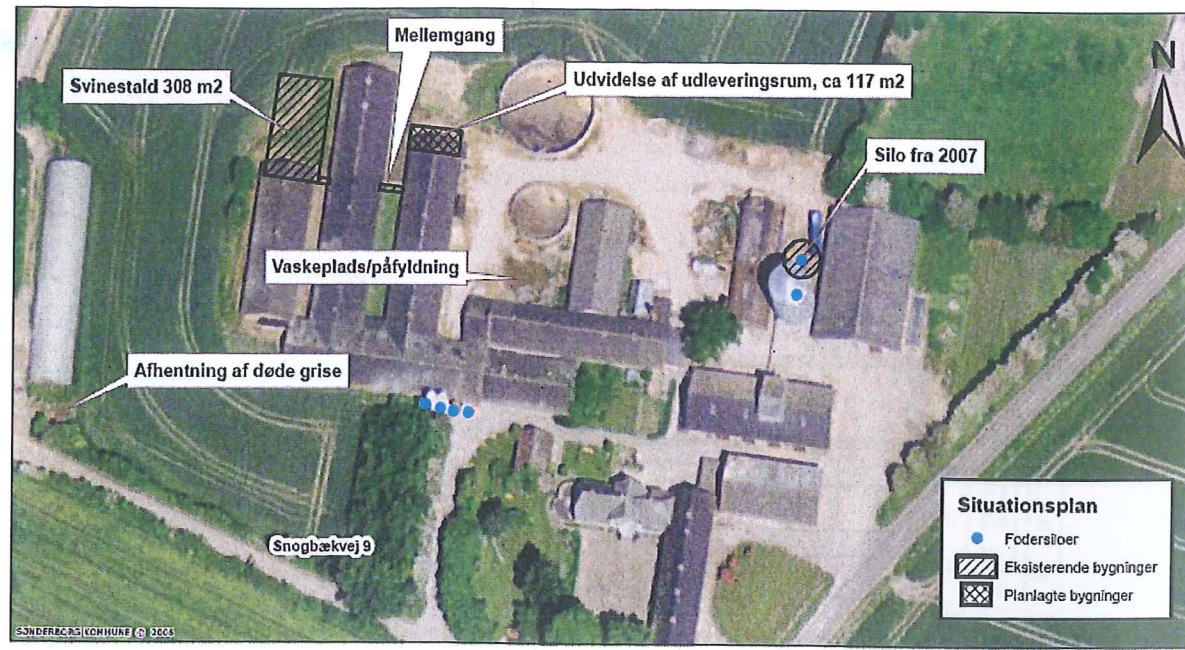 Mellemgang
Svinestald 308 m2
Udvidelse af udleveringsrum, ca 117 m2
N
Silo fra 2007
Vaskeplads/påfyldning
Afhentning af døde grise
Snogbækvej 9
Situationsplan
Fodersiloer
Eksisterende bygninger
Planlagte bygninger
SØNDERBORG KOMMUNE © 2006